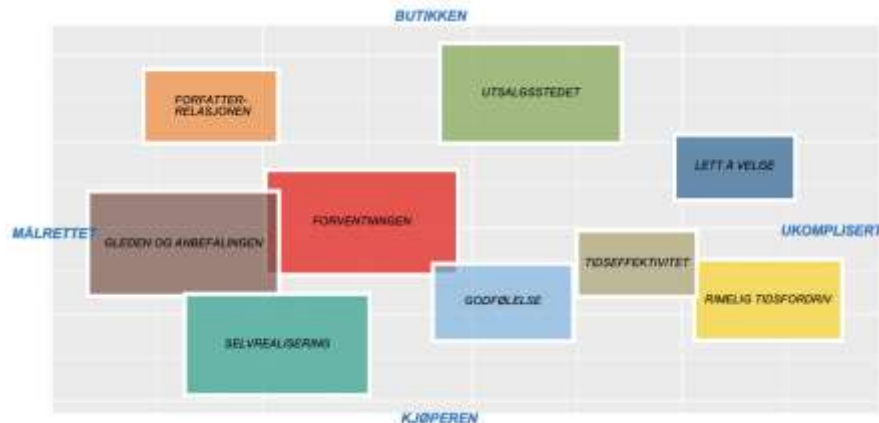 BUTIKKEN
UTSALGSSTEDET
FORFATTER-
RELASJONEN
LETT Å VELGE
FORVENTNINGEN
MÅLRETTET
GLEDEN OG ANBEFALINGEN
UKOMPLISERT
TIDSEFFEKTIVITET
GODFØLELSE
RIMELIG TIDSFORDRIV
SELVREALISERING
KJØPEREN